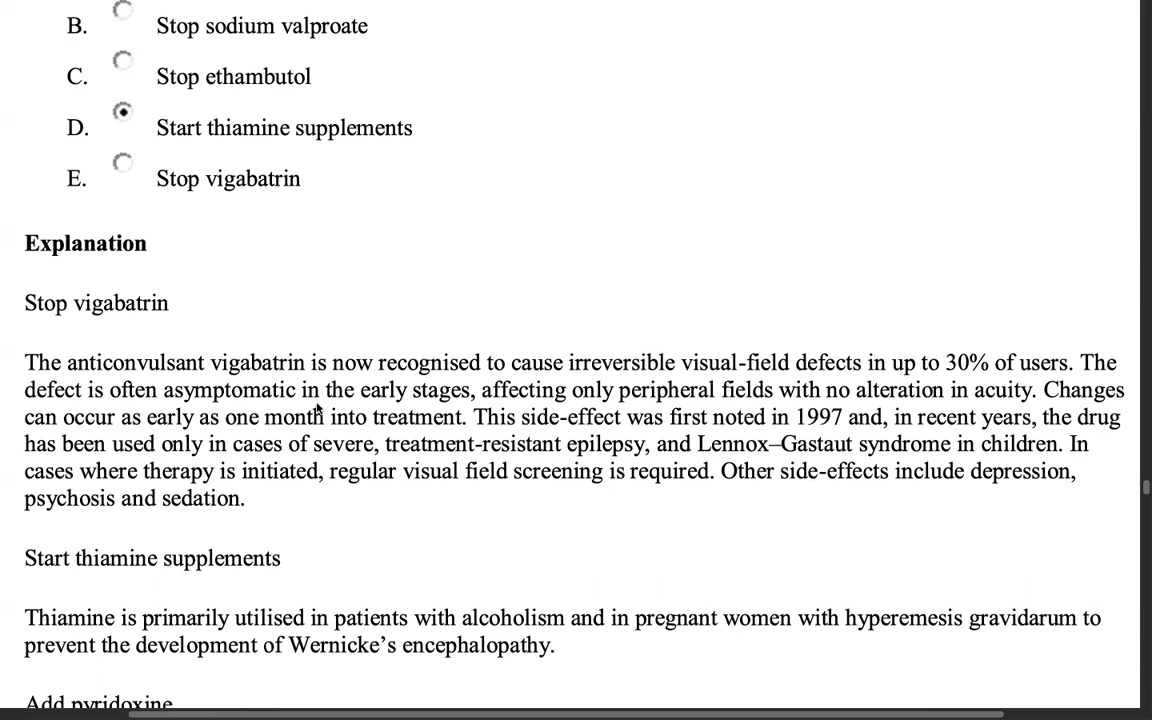 B. Stop sodium valproate
C. Stop ethambutol
D. Start thiamine supplements
E. Stop vigabatrin
Explanation
Stop vigabatrin
The anticonvulsant vigabatrin is now recognised to cause irreversible visual-field defects in up to 30% of users. The
defect is often asymptomatic in the early stages, affecting only peripheral fields with no alteration in acuity. Changes
can occur as early as one month into treatment. This side-effect was first noted in 1997 and, in recent years, the drug
has been used only in cases of severe, treatment-resistant epilepsy, and Lennox–Gastaut syndrome in children. In
cases where therapy is initiated, regular visual field screening is required. Other side-effects include depression,
psychosis and sedation.
Start thiamine supplements
Thiamine is primarily utilised in patients with alcoholism and in pregnant women with hyperemesis gravidarum to
prevent the development of Wernicke’s encephalopathy.
Add pyridoxine